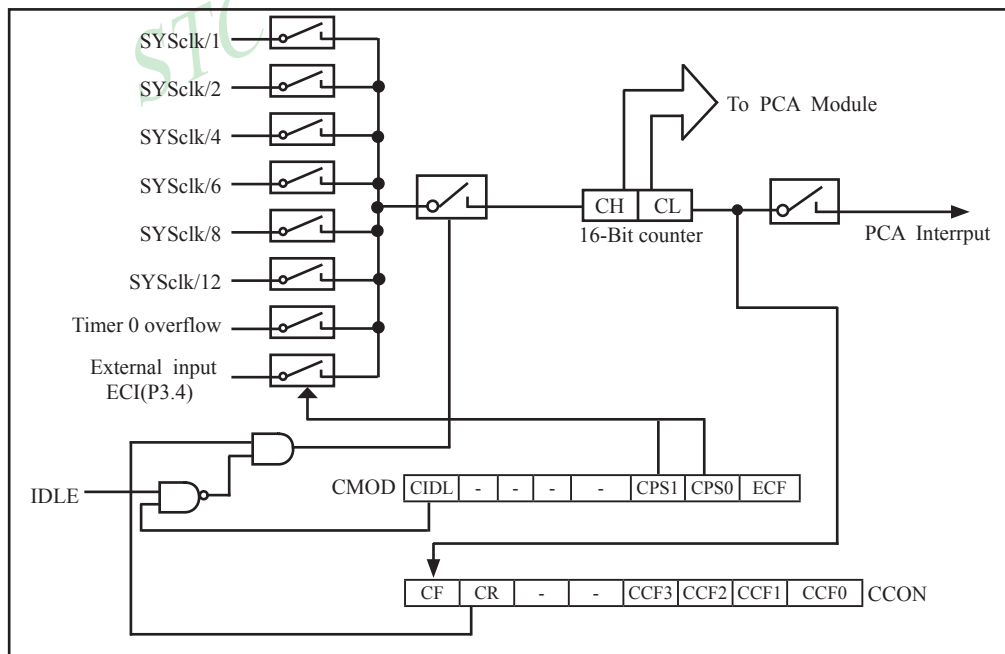 STC
SYSclk/1
SYSclk/2
SYSclk/4
SYSclk/6
SYSclk/8
SYSclk/12
Timer 0 overflow
External input
ECI(P3.4)
To PCA Module
CH CL
16-Bit counter
PCA Interrput
IDLE
CMOD CIDL - - - - CPS1 CPS0 ECF
CF CR - - CCF3 CCF2 CCF1 CCF0 CCON